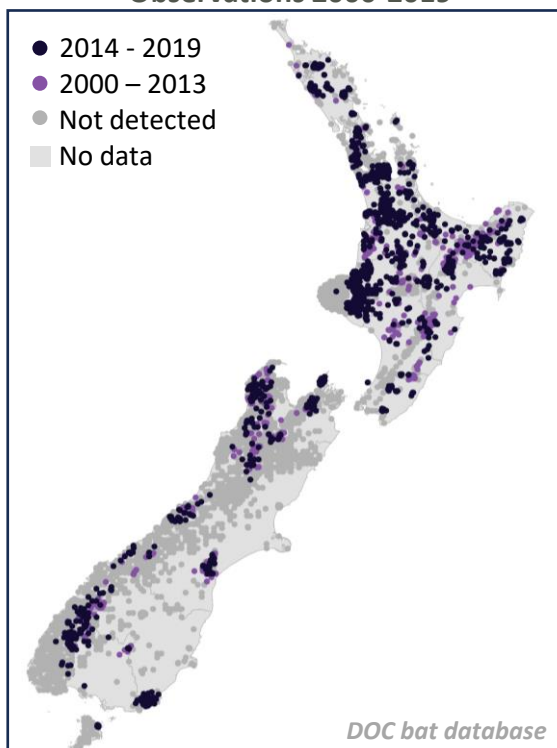 Observations 2000-2019
2014 - 2019
2000 – 2013
Not detected
No data
DOC bat database